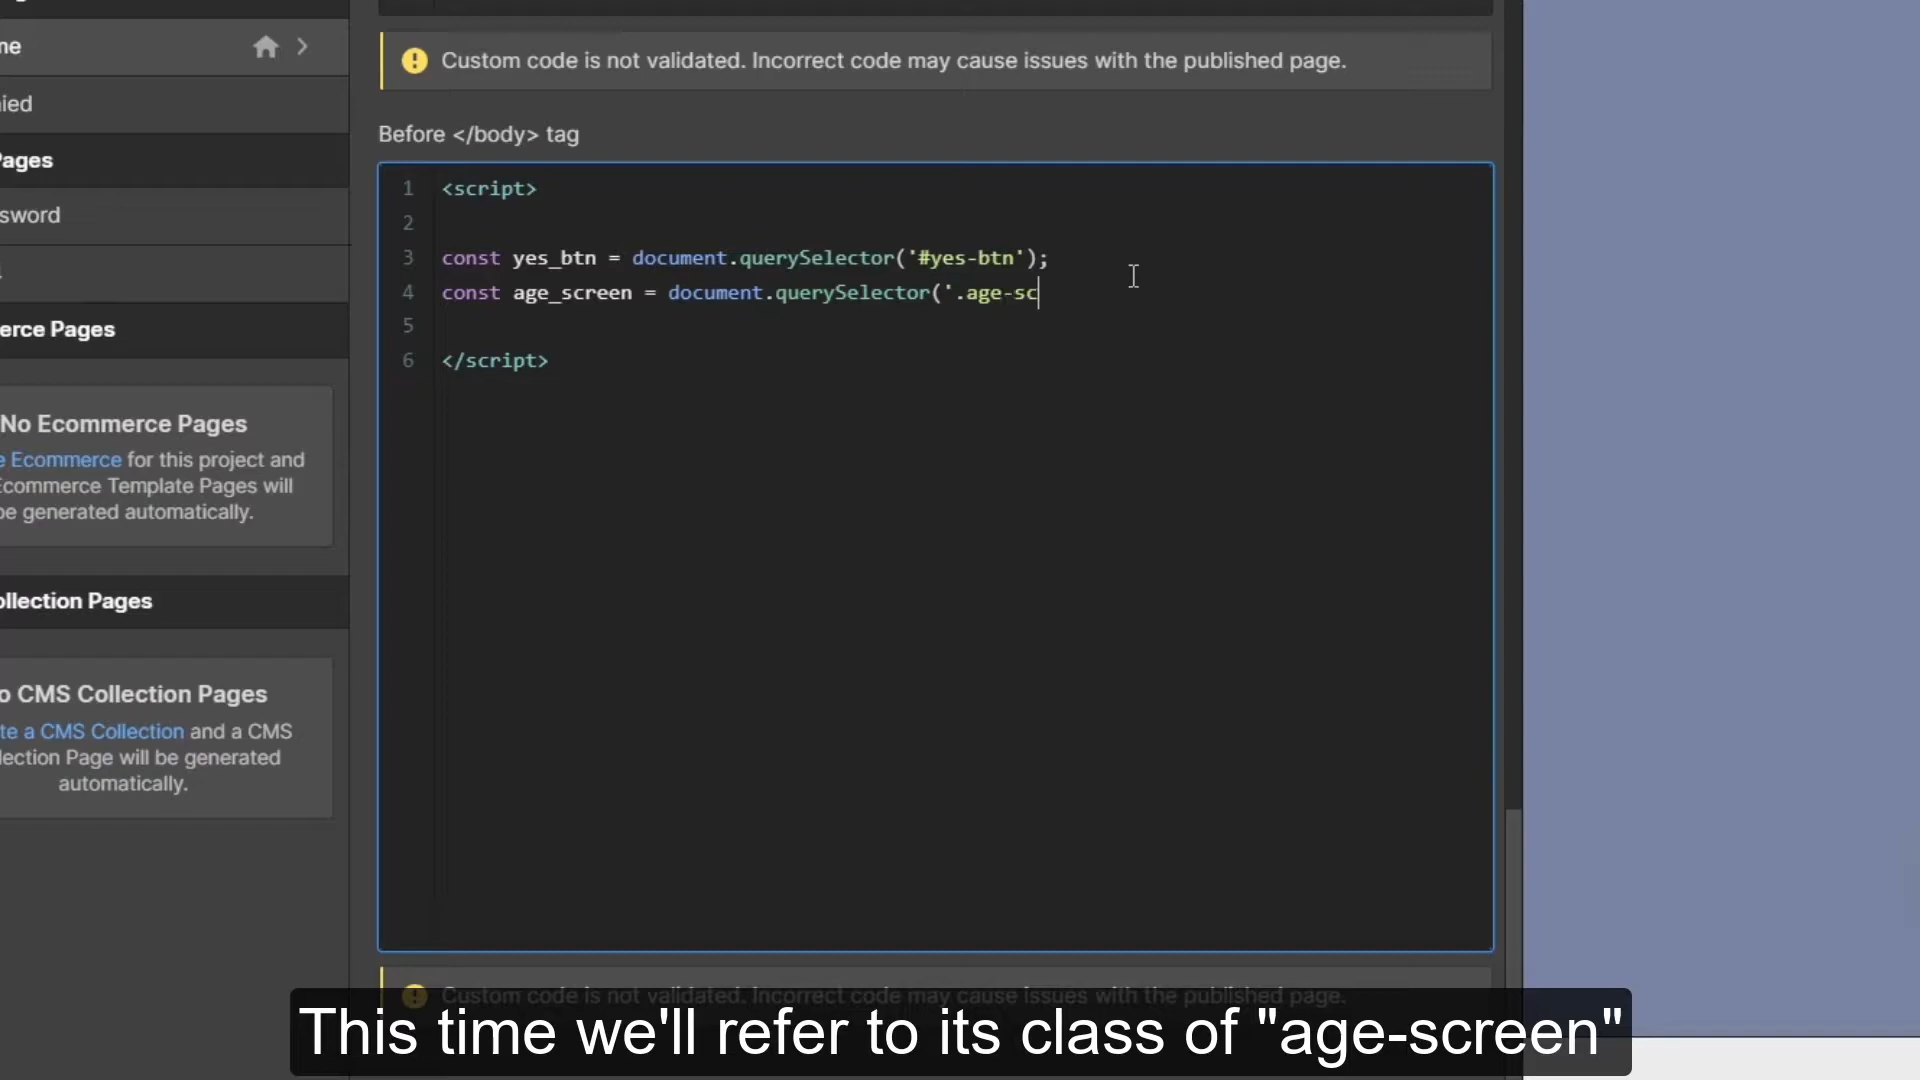 ne
Custom code is not validated. Incorrect code may cause issues with the published page.
ied
Before </body> tag
Pages
sword
1 <script>
2
3 const yes_btn = document.querySelector('#yes-btn');
4 const age_screen = document.querySelector('.age-sc
5
6 </script>
erce Pages
No Ecommerce Pages
e Ecommerce for this project and
Ecommerce Template Pages will
be generated automatically.
ollection Pages
o CMS Collection Pages
te a CMS Collection and a CMS
lection Page will be generated
automatically.
Custom code is not validated. Incorrect code may cause issues with the published page.
This time we'll refer to its class of "age-screen"